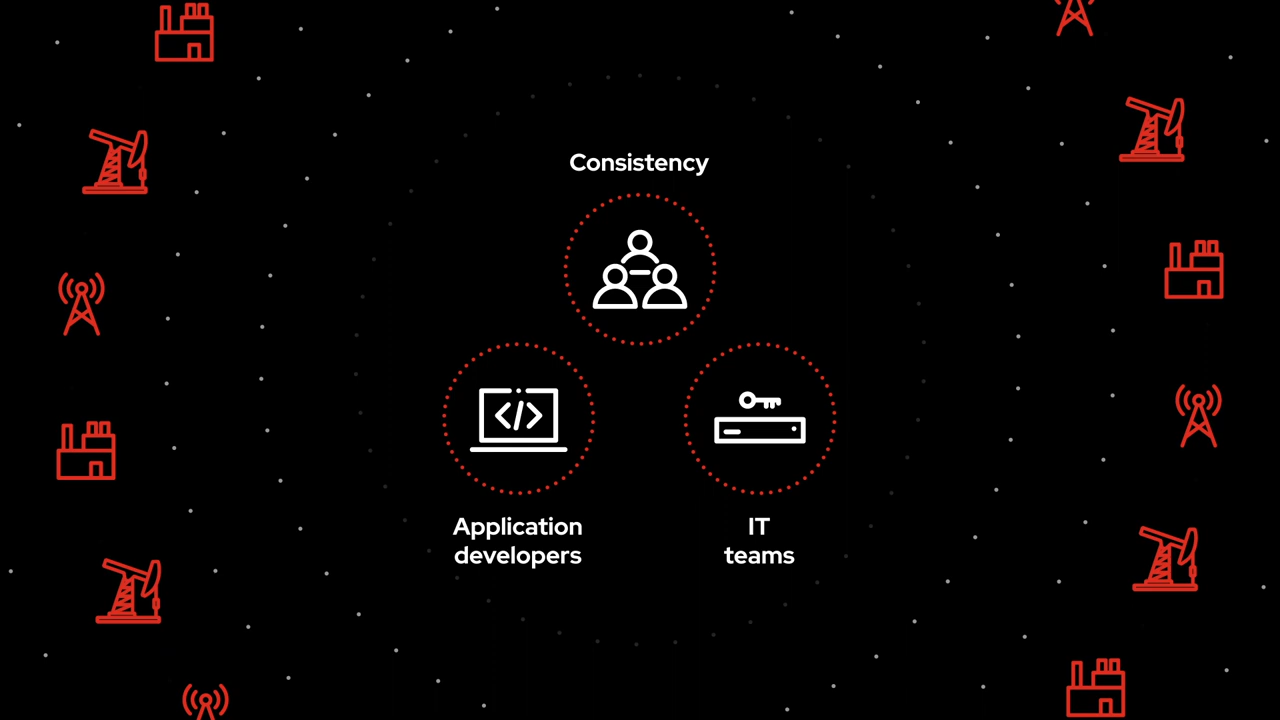 Consistency
Application
developers
IT
teams